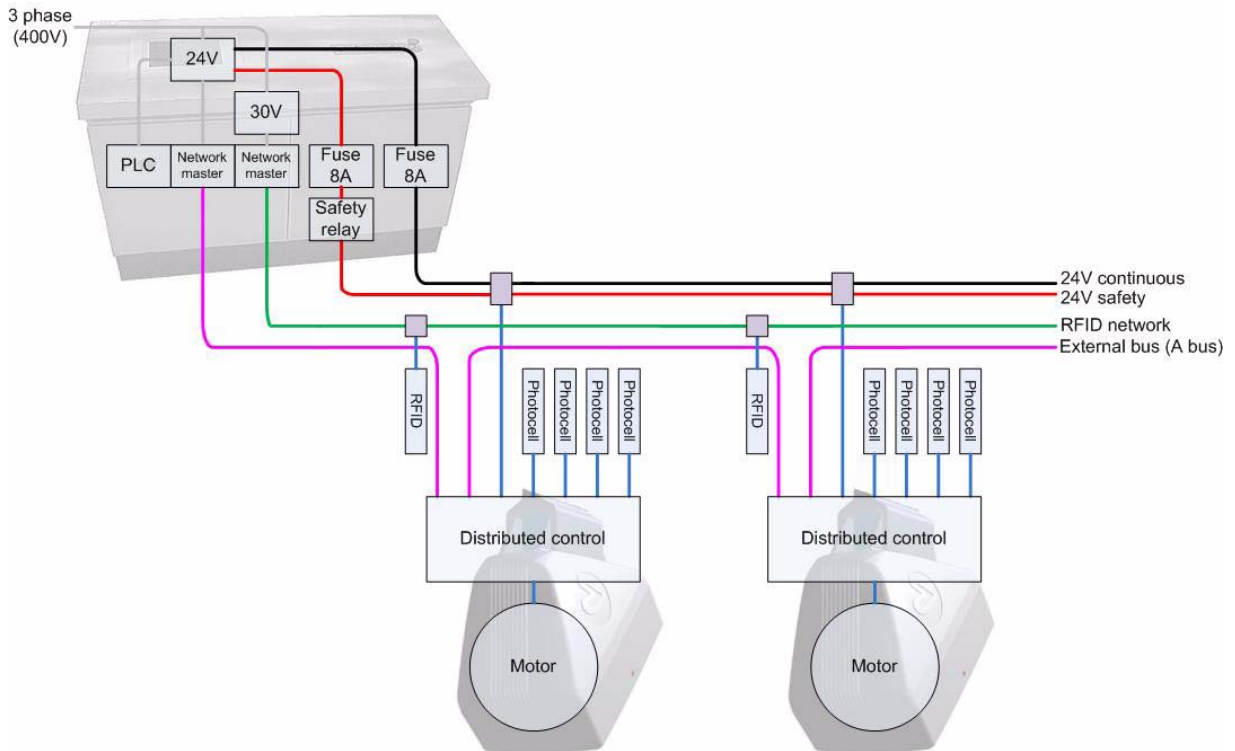 3 phase
(400V)
24V
30V
PLC
Network
master
Network
master
Fuse
8A
Fuse
8A
Safety
relay
24V continuous
24V safety
RFID network
External bus (A bus)
RFID
Photocell
Photocell
Photocell
Photocell
RFID
Photocell
Photocell
Photocell
Photocell
Distributed control
Distributed control
Motor
Motor